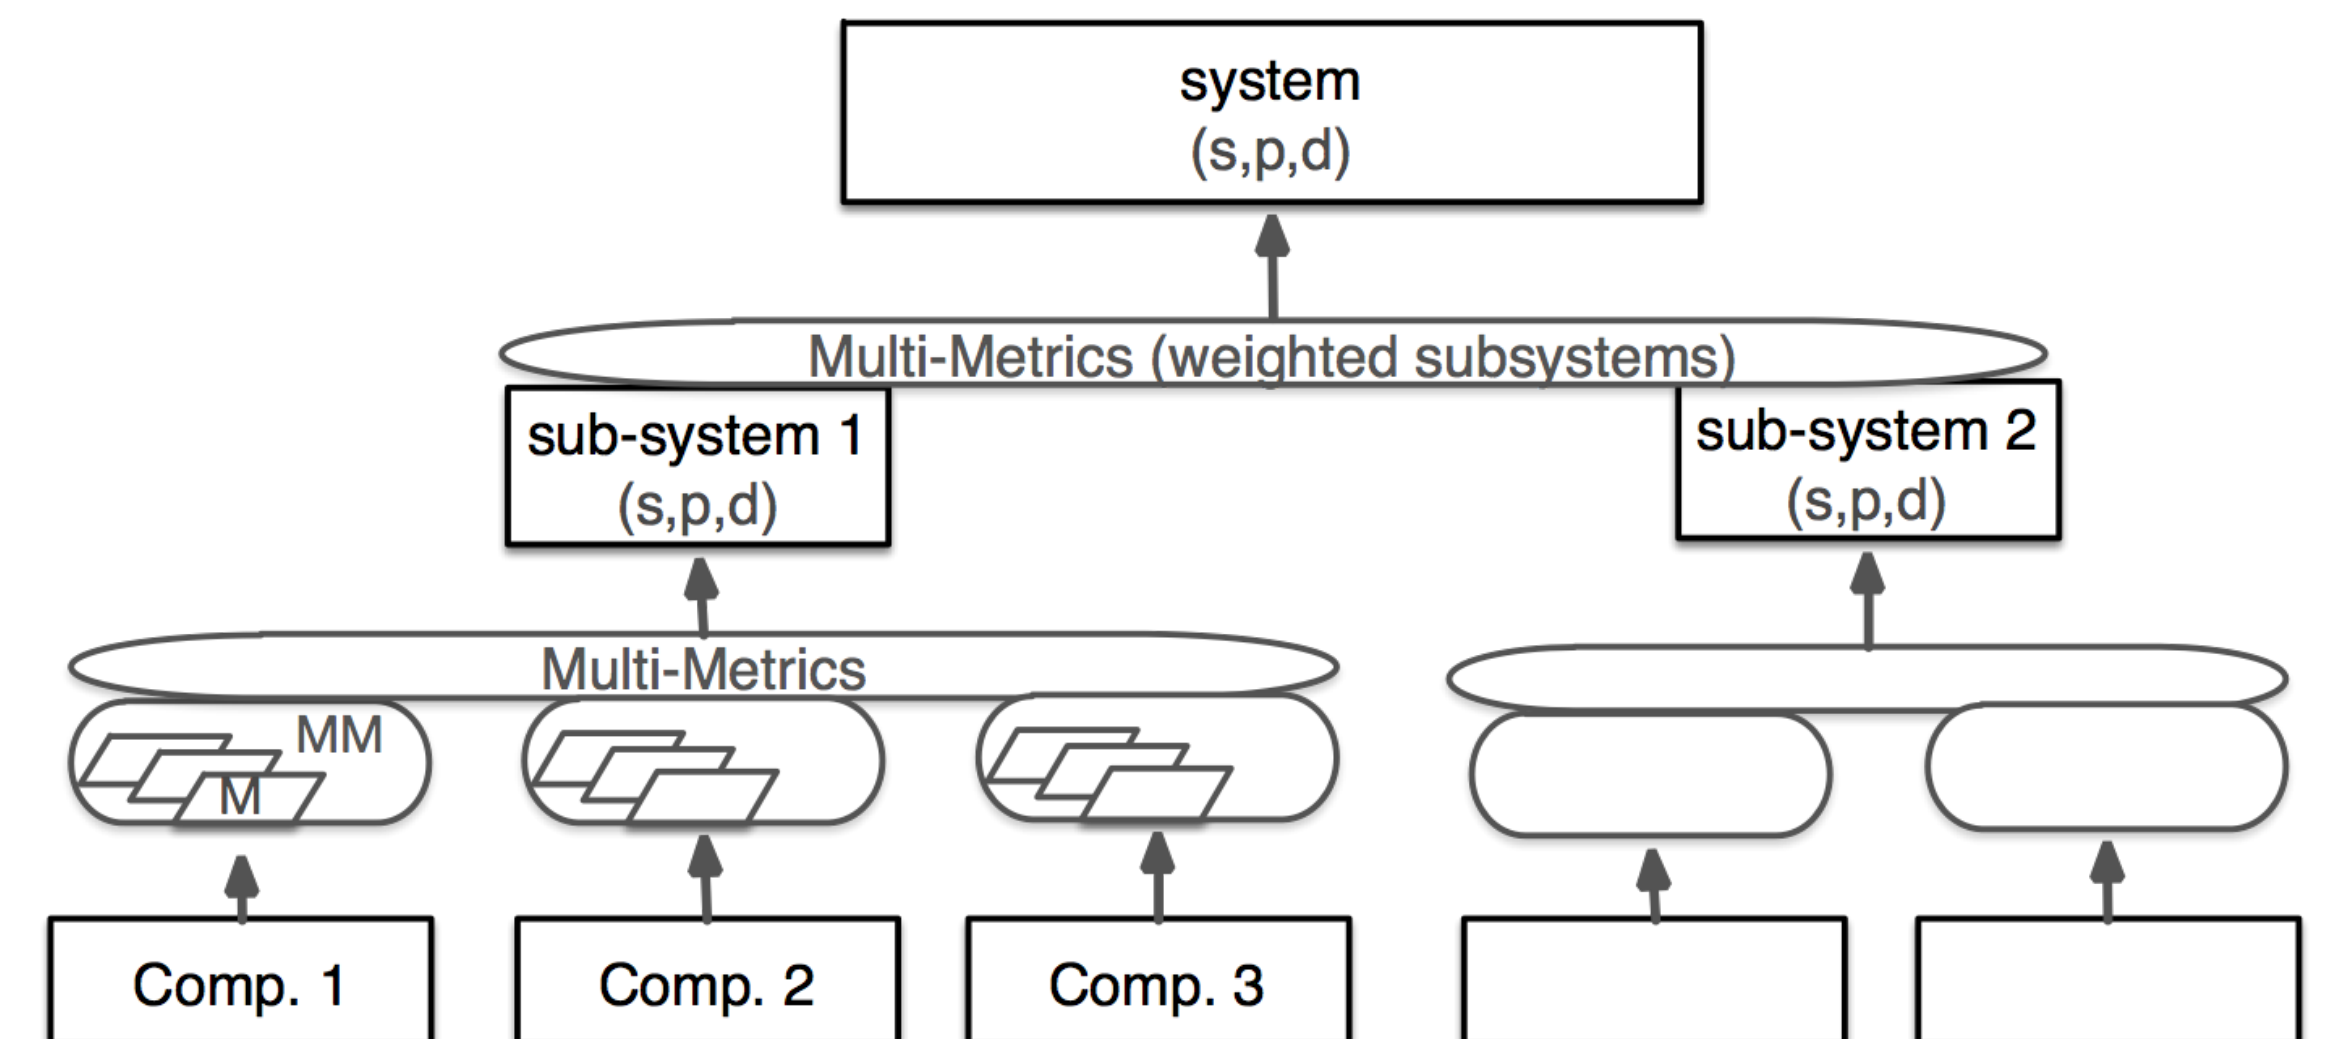 system
(s,p,d)
Multi-Metrics (weighted subsystems)
sub-system 1
(s,p,d)
sub-system 2
(s,p,d)
Multi-Metrics
MM
M
Comp. 1
Comp. 2
Comp. 3